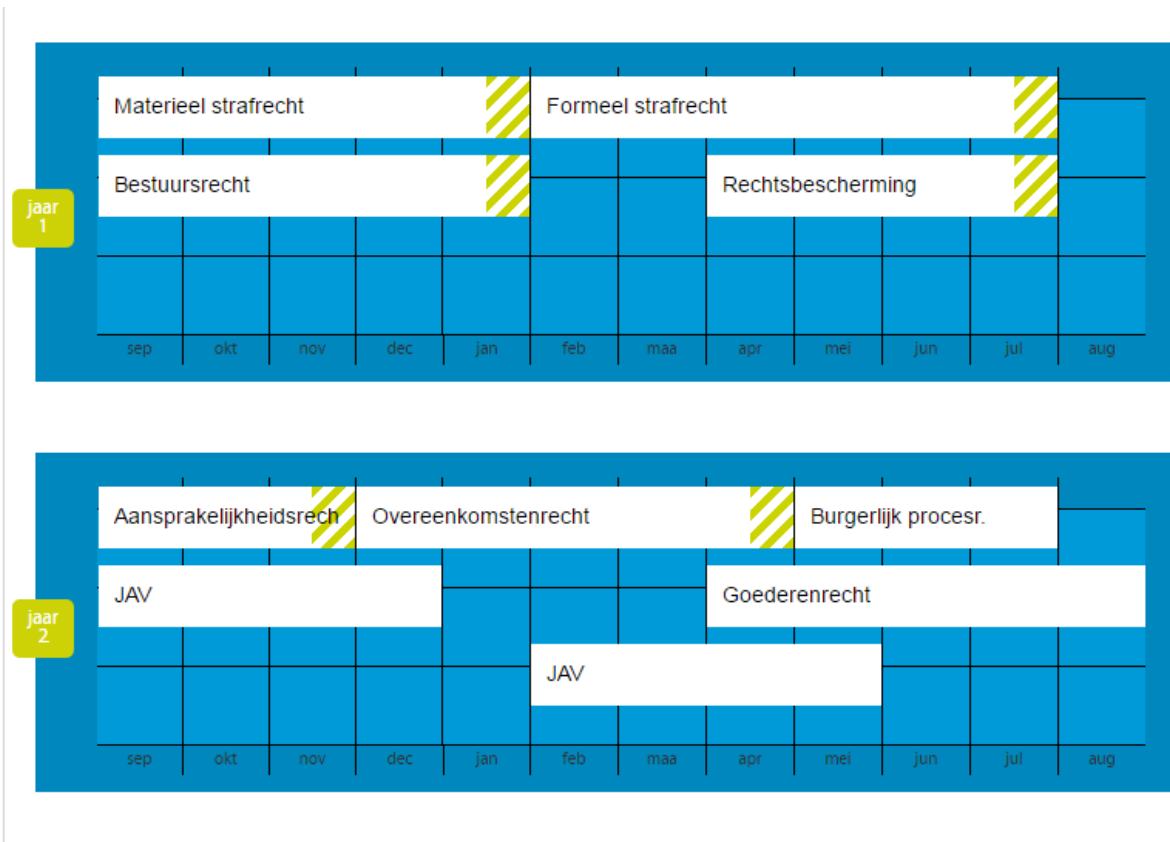 Materieel strafrecht
Formeel strafrecht
Bestuursrecht
Rechtsbescherming
jaar
1
sep okt nov dec jan feb maa apr mei jun jul aug
Aansprakelijkheidsrech
Overeenkomstenrecht
Burgerlijk procesr.
JAV
Goederenrecht
jaar
2
JAV
sep okt nov dec jan feb maa apr mei jun jul aug